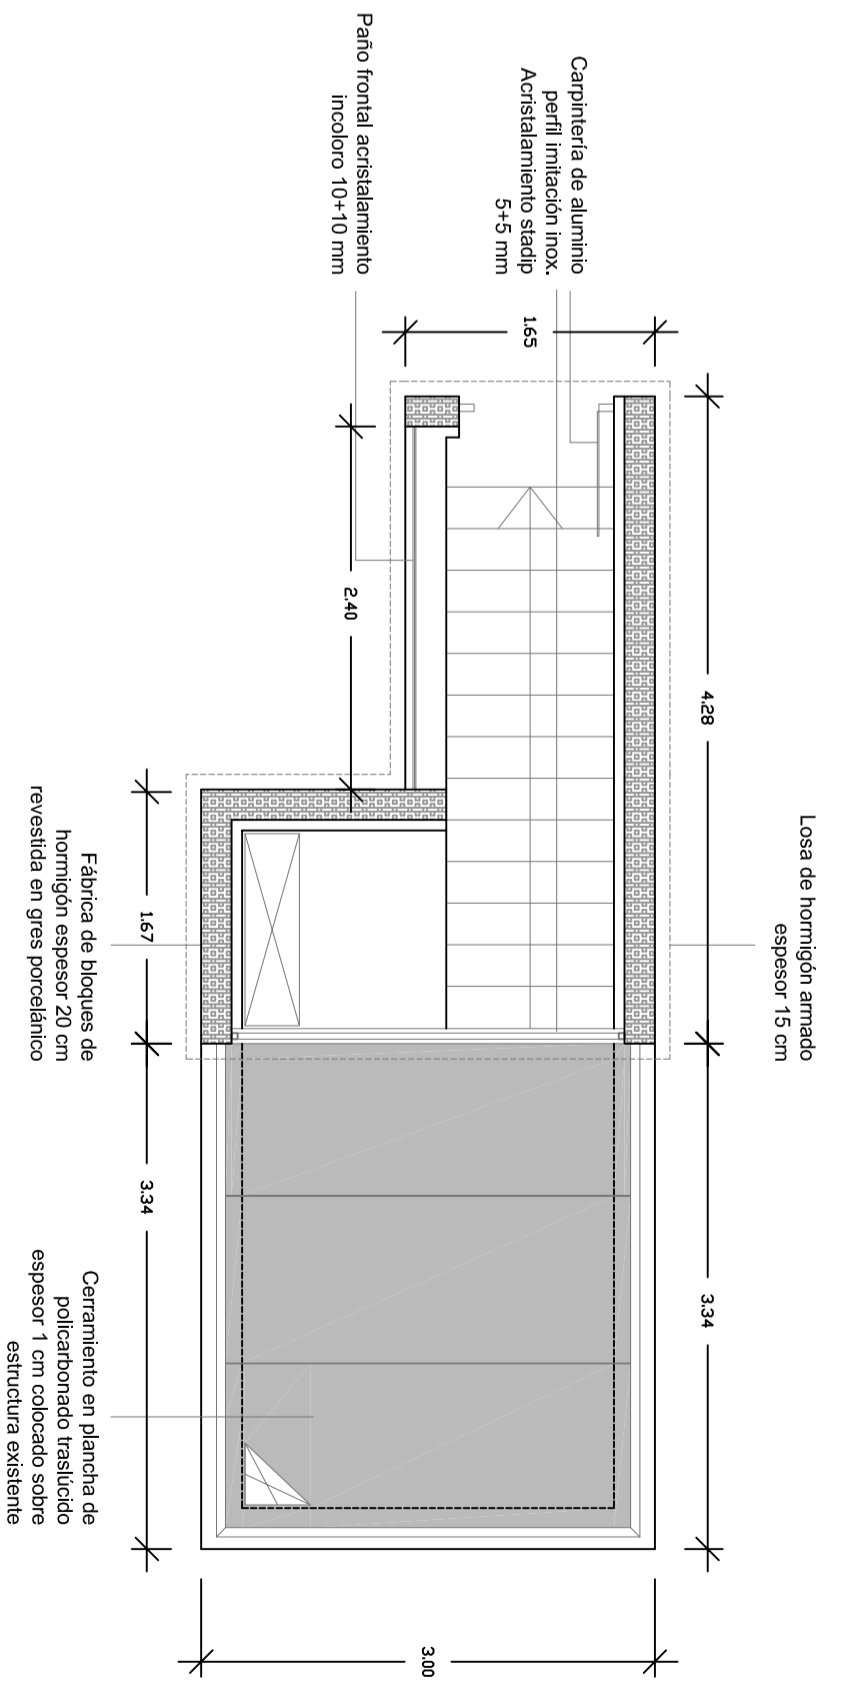 Losa de hormigón armado
espesor 15 cm
4.28
3.34
Carpintería de aluminio
perfil imitación inox.
Acristalamiento stadip
5+5 mm
1.65
Paño frontal acristalamiento
incoloro 10+10 mm
2.40
3.00
1.67
3.34
Fábrica de bloques de
hormigón espesor 20 cm
revestida en gres porcelánico
Cerramiento en plancha de
policarbonado traslúcido
espesor 1 cm colocado sobre
estructura existente